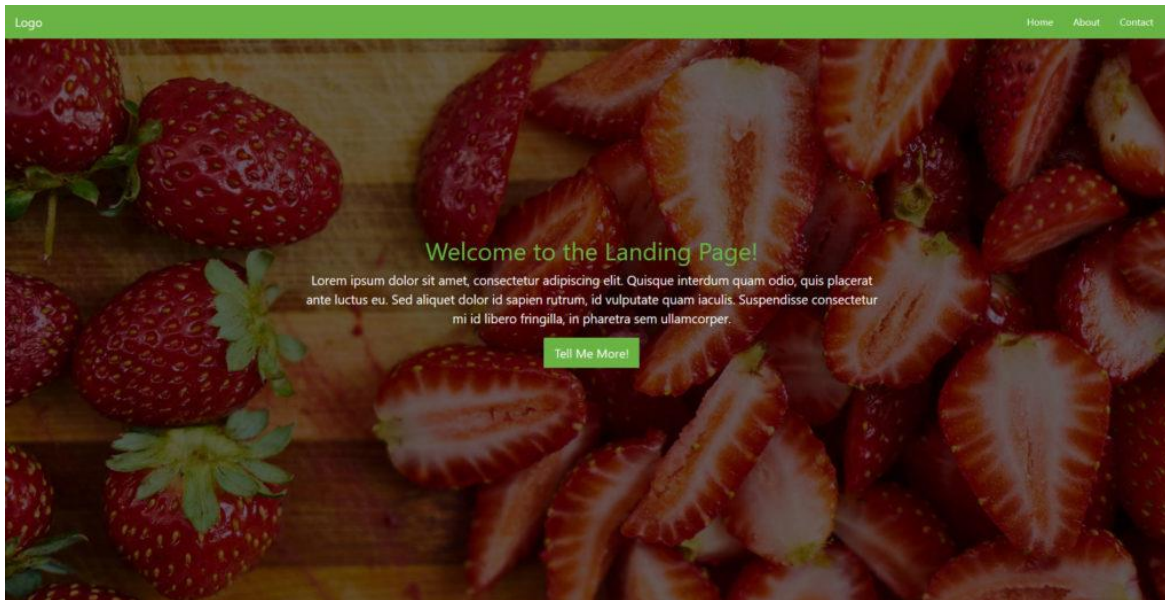 Logo
Home About Contact
Welcome to the Landing Page!
Lorem ipsum dolor sit amet, consectetur adipiscing elit. Quisque interdum quam odio, quis placerat
ante luctus eu. Sed aliquet dolor id sapien rutrum, id vulputate quam iaculis. Suspendisse consectetur
mi id libero fringilla, in pharetra sem ullamcorper.
Tell Me More!